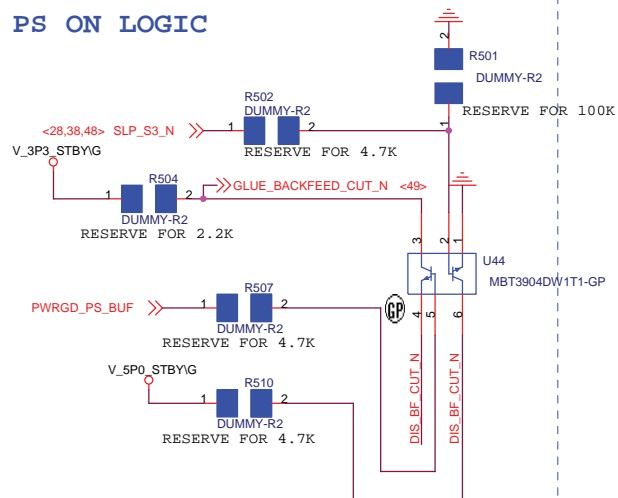 PS ON LOGIC
2
R501
DUMMY-R2
RESERVE FOR 100K
1
R502
DUMMY-R2
<28,38,48> SLP_S3_N
1
2
RESERVE FOR 4.7K
V_3P3_STBY\G
R504
GLUE_BACKFEED_CUT_N <49>
1
2
DUMMY-R2
RESERVE FOR 2.2K
3
2
1
U44
MBT3904DW1T1-GP
GP
4
5
6
R507
PWRGD_PS_BUF
1
2
DUMMY-R2
RESERVE FOR 4.7K
DIS_BF_CUT_N
DIS_BF_CUT_N
V_5P0_STBY\G
R510
1
2
DUMMY-R2
RESERVE FOR 4.7K